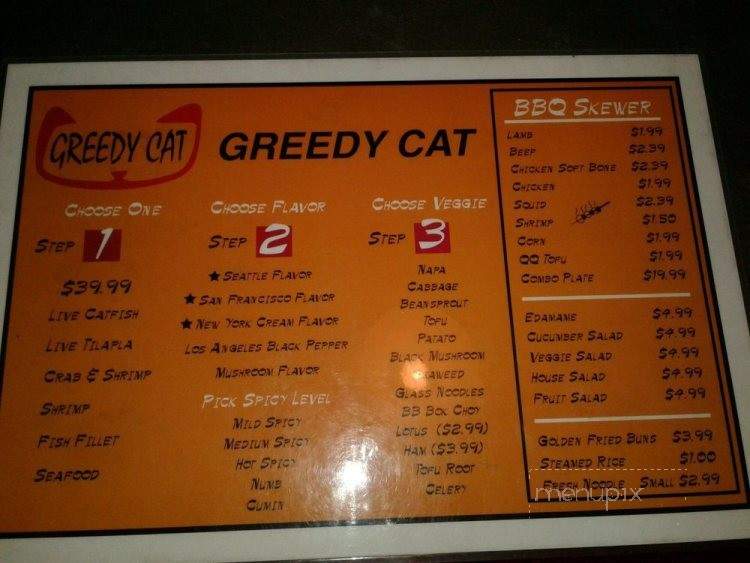 GREEDY CAT
GREEDY CAT
CHOOSE ONE
STEP 1
$39.99
LIVE CATFISH
LIVE TILAPLA
CRAB & SHRIMP
SHRIMP
FISH FILLET
SEAFOOD
CHOOSE FLAVOR
STEP 2
★ SEATTLE FLAVOR
★ SAN FRANCISCO FLAVOR
★ NEW YORK CREAM FLAVOR
LOS ANGELES BLACK PEPPER
MUSHROOM FLAVOR
PICK SPICY LEVEL
MILD SPICY
MEDIUM SPICY
HOT SPICY
NUMB
CUMIN
CHOOSE VEGGIE
STEP 3
NAPA
CABBAGE
BEANSPROUT
TOFU
PATATO
BLACK MUSHROOM
SEAWEED
GLASS NOODLES
BB BOK CHOY
LOTUS ($2.99)
HAM ($3.99)
TOFU ROOT
CELERY
BBQ SKEWER
LAMB $1.99
BEEF $2.39
CHICKEN SOFT BONE $2.39
CHICKEN $1.99
SQUID $2.39
SHRIMP $1.50
CORN $1.99
QQ TOFU $1.99
COMBO PLATE $19.99
EDAMAME $4.99
CUCUMBER SALAD $4.99
VEGGIE SALAD $4.99
HOUSE SALAD $4.99
FRUIT SALAD $4.99
GOLDEN FRIED BUNS $3.99
STEAMED RICE $1.00
FRESH NOODLE SMALL $2.99
menupix